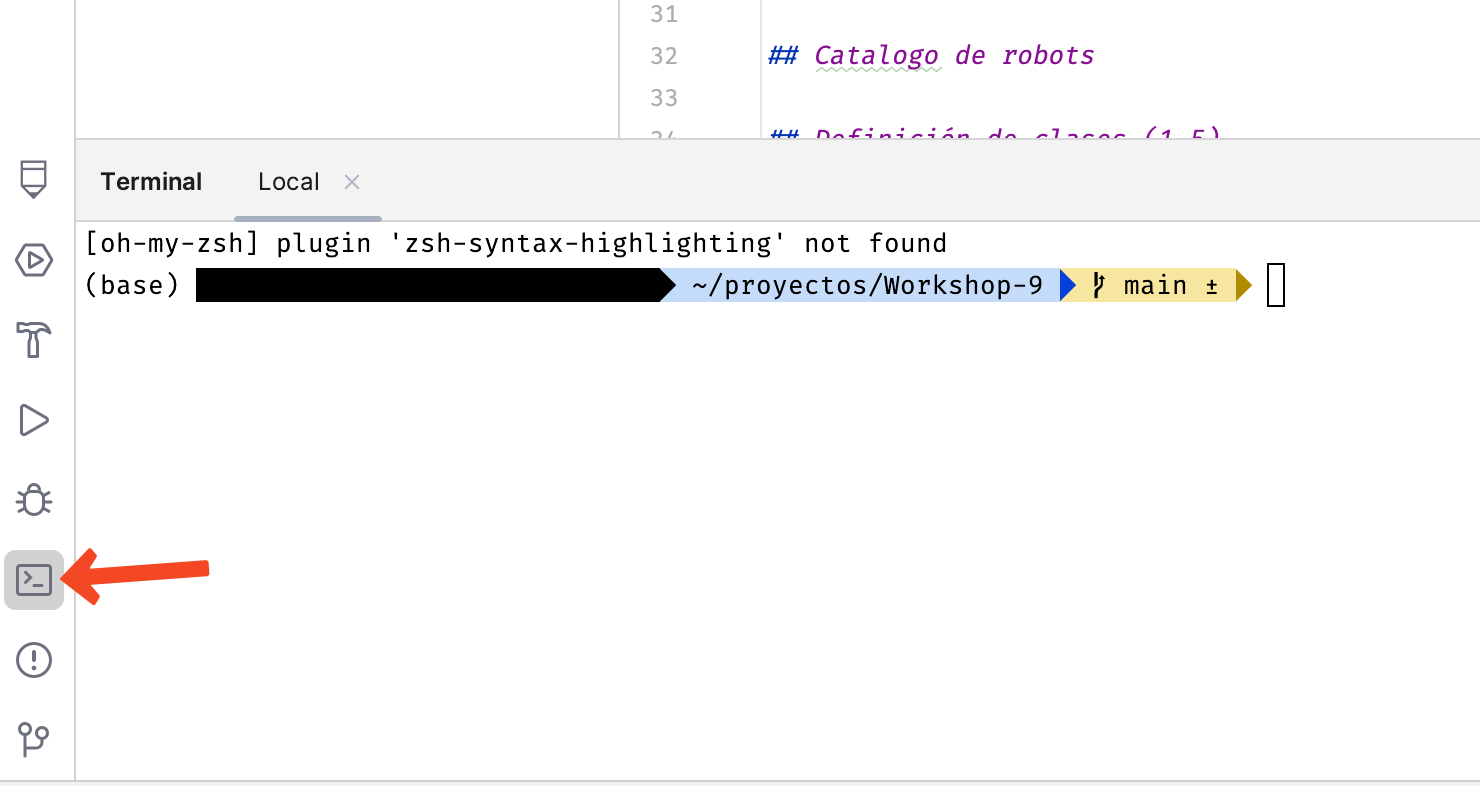 31
32 ## Catalogo de robots
33
34 ## Definición de clases (1.5)
Terminal Local ×
[oh-my-zsh] plugin 'zsh-syntax-highlighting' not found
(base) ~/proyectos/Workshop-9 main ±